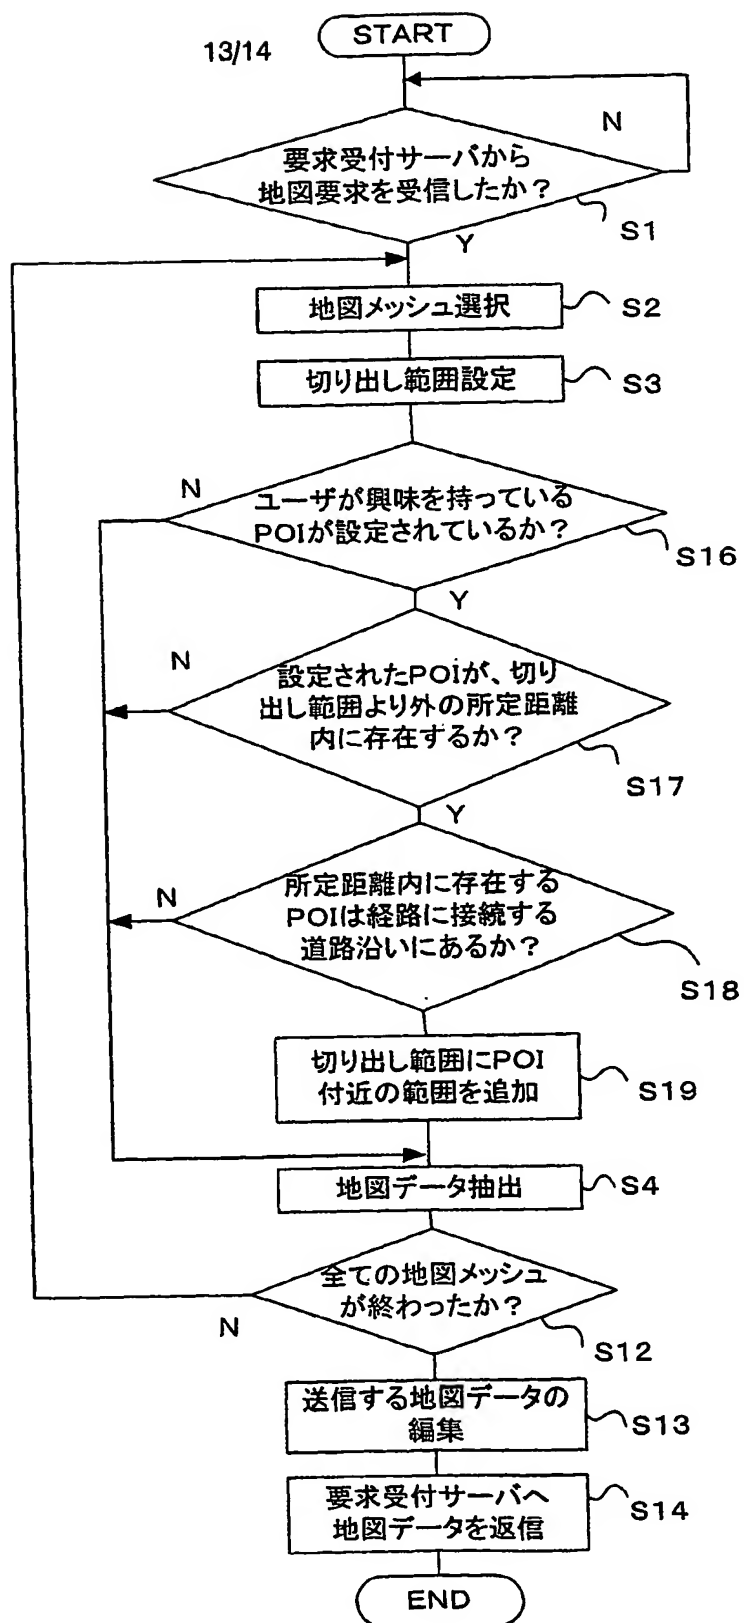 13/14
START
N
要求受付サーバから
地図要求を受信したか?
S1
Y
地図メッシュ選択
S2
切り出し範囲設定
S3
N
ユーザが興味を持っている
POIが設定されているか?
S16
Y
N
設定されたPOIが、切り
出し範囲より外の所定距離
内に存在するか?
S17
Y
N
所定距離内に存在する
POIは経路に接続する
道路沿いにあるか?
S18
切り出し範囲にPOI
付近の範囲を追加
S19
地図データ抽出
S4
全ての地図メッシュ
が終わったか?
N
S12
送信する地図データの
編集
S13
要求受付サーバへ
地図データを返信
S14
END